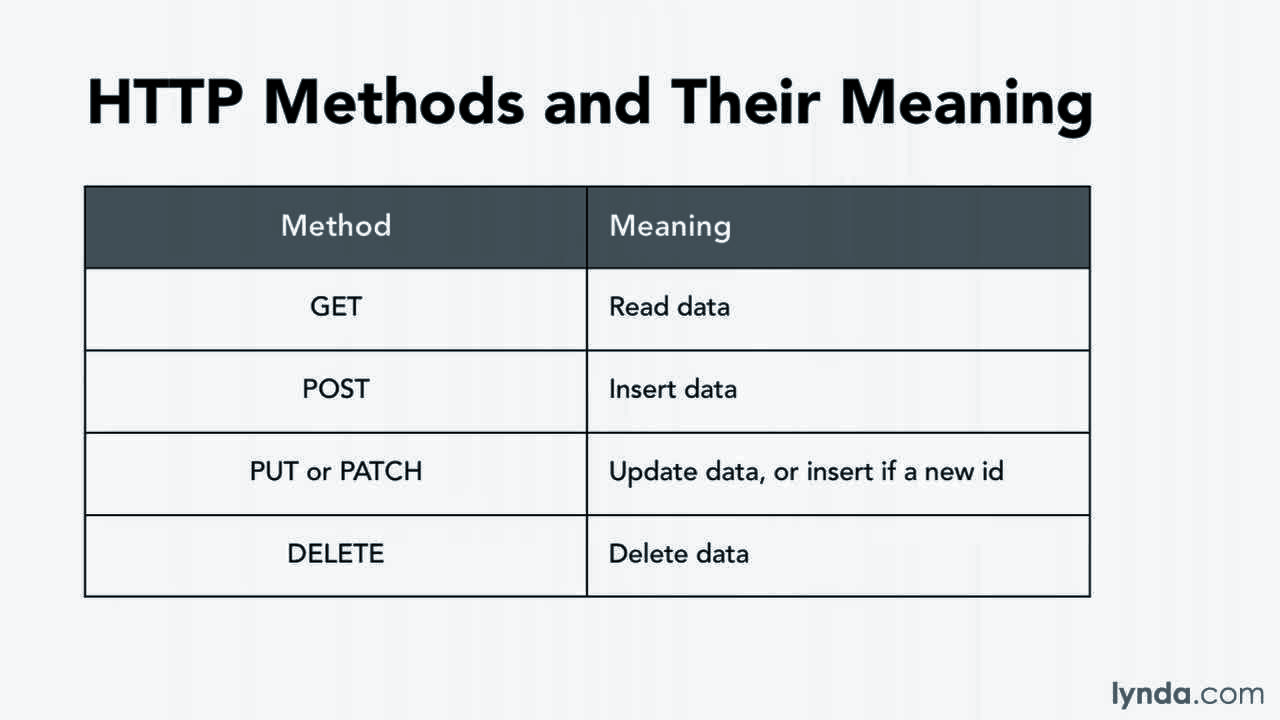 HTTP Methods and Their Meaning
Method Meaning
GET Read data
POST Insert data
PUT or PATCH Update data, or insert if a new id
DELETE Delete data
lynda.com